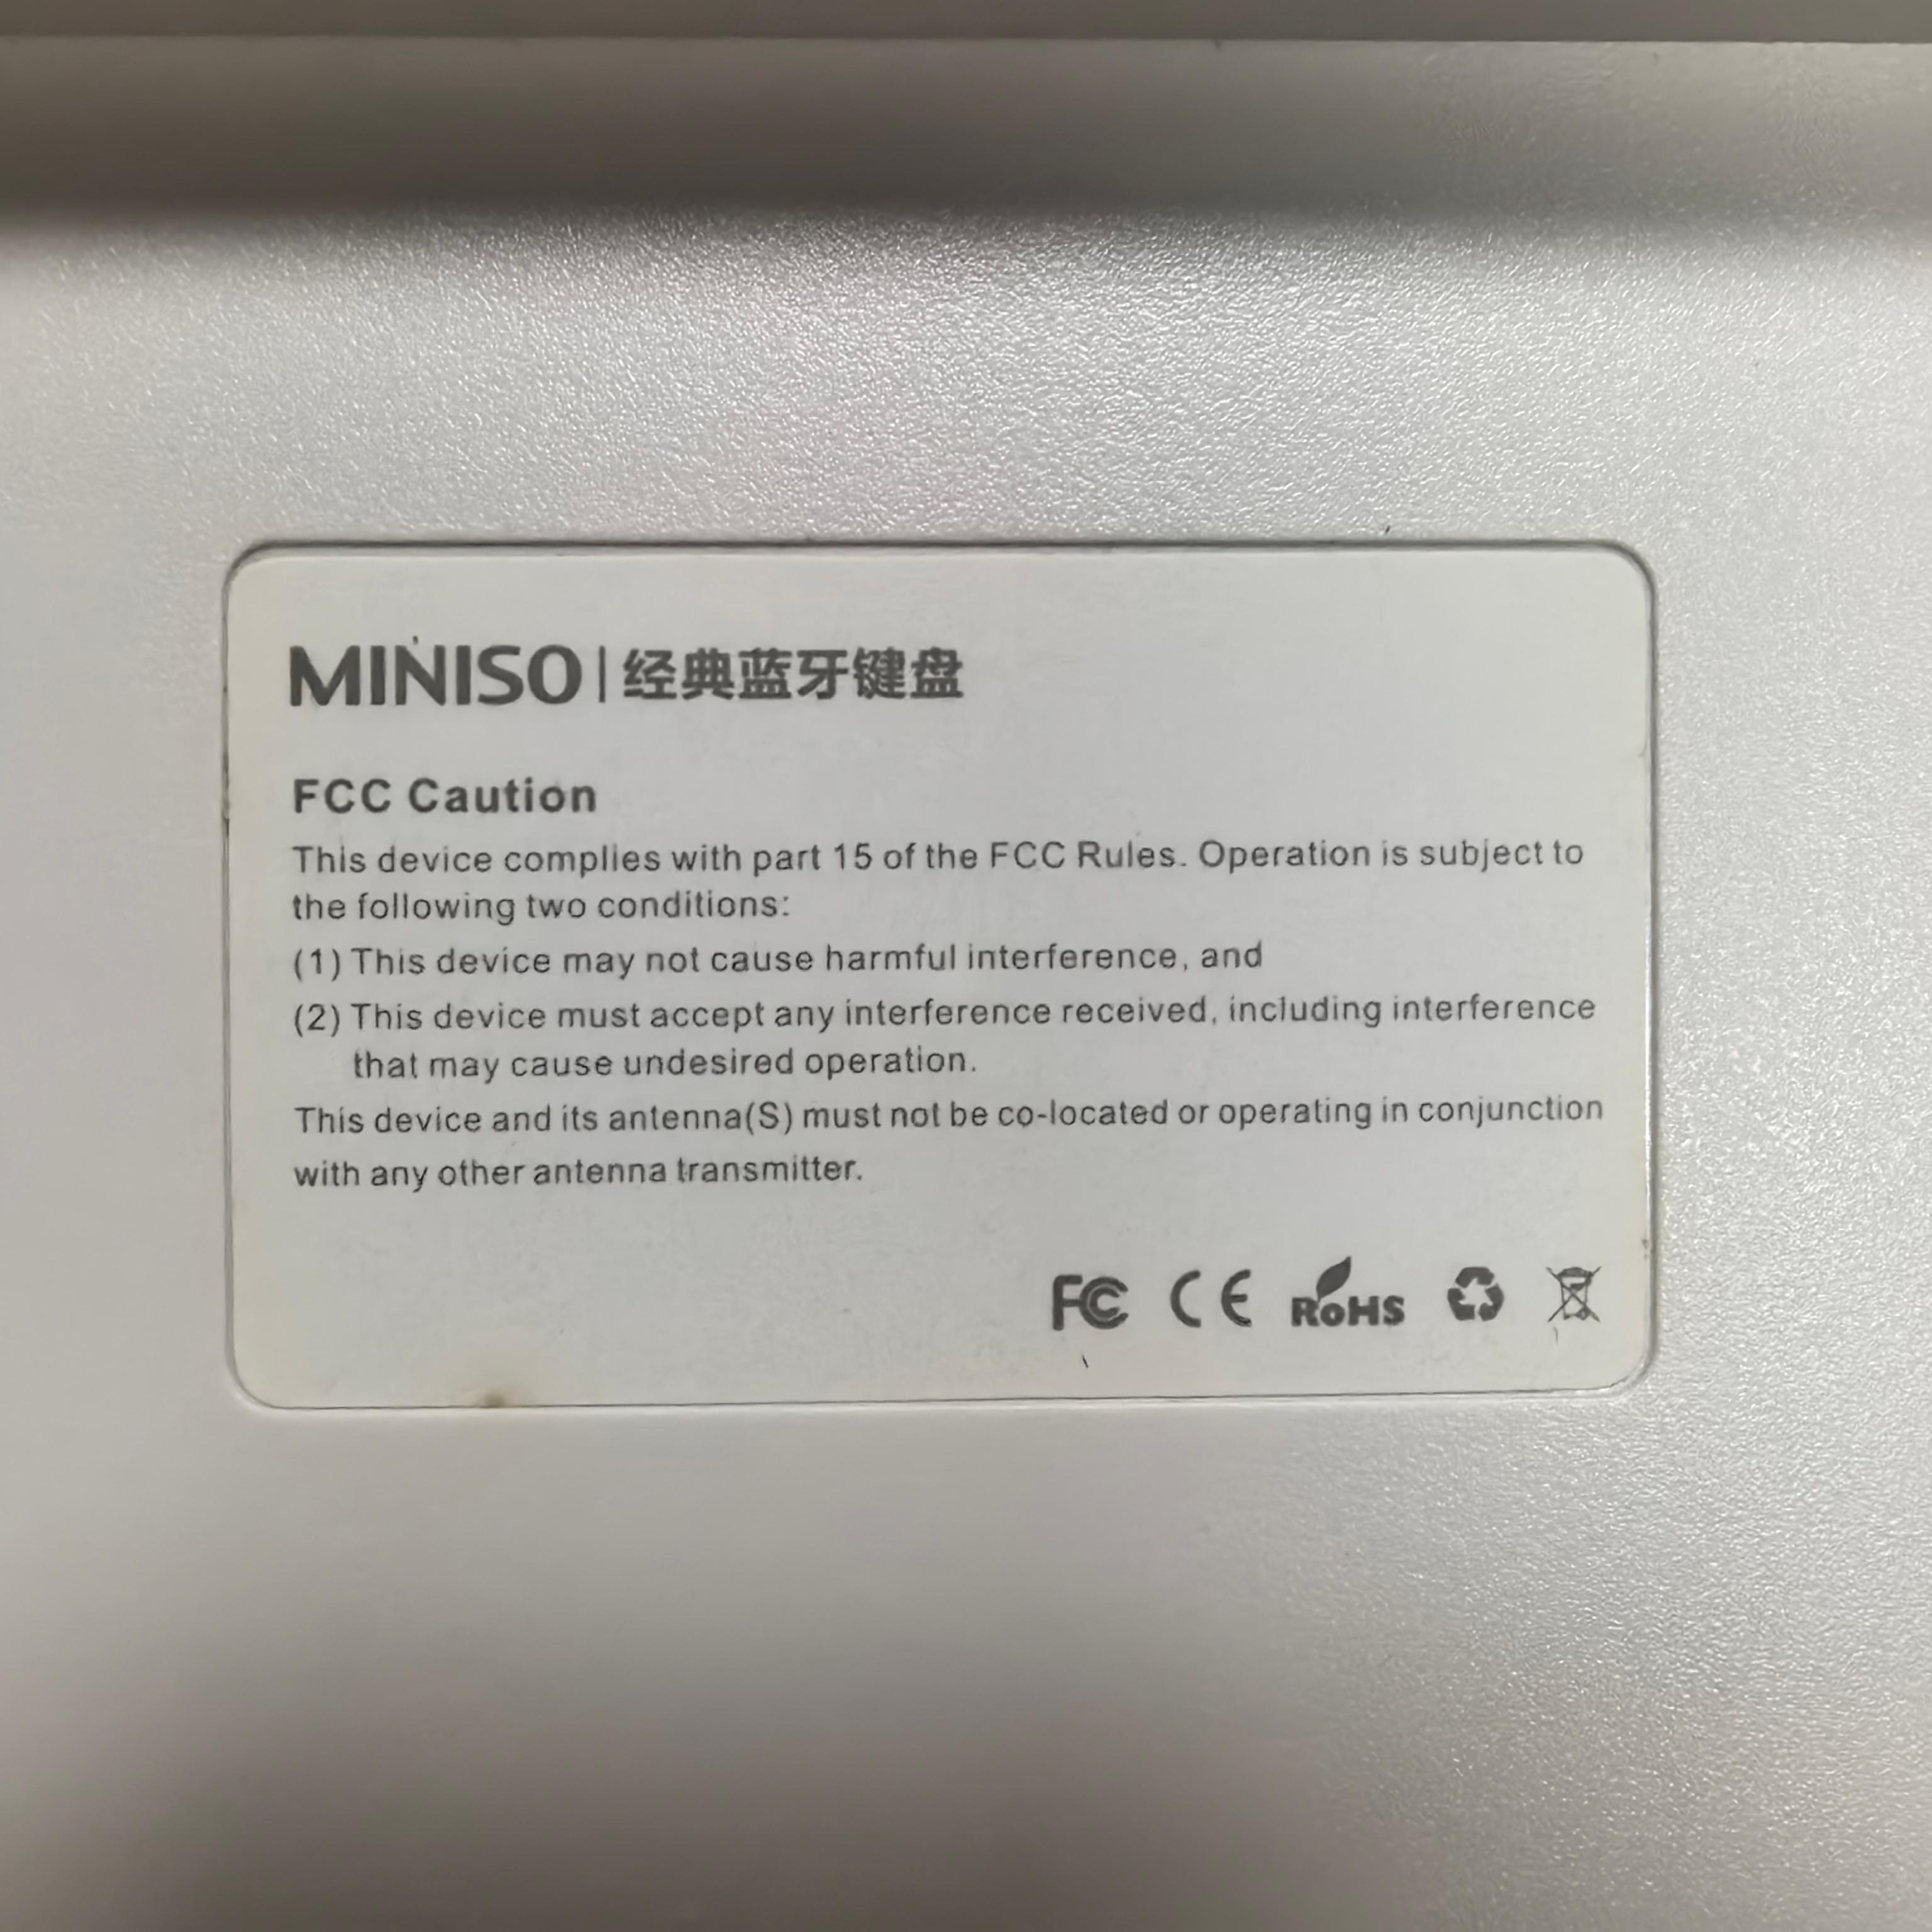 MINISO|经典蓝牙键盘
FCC Caution
This device complies with part 15 of the FCC Rules. Operation is subject to
the following two conditions:
(1) This device may not cause harmful interference, and
(2) This device must accept any interference received, including interference
that may cause undesired operation.
This device and its antenna(S) must not be co-located or operating in conjunction
with any other antenna transmitter.
FC CE RoHS